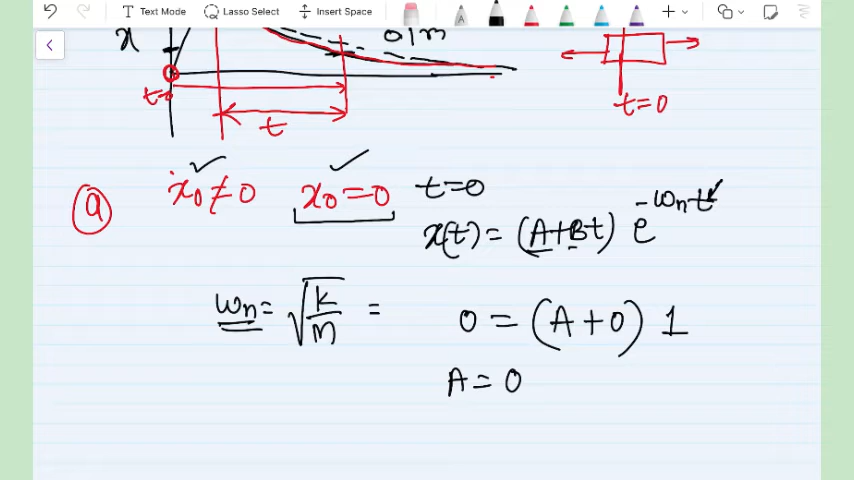 Text Mode Lasso Select Insert Space
x 0.1m
t=0 t t=0
(a) ẋ0≠0 x0=0 t=0
x(t) = (A+Bt) e^-ωnt
ωn = √k/m = 0 = (A+0) 1
A = 0